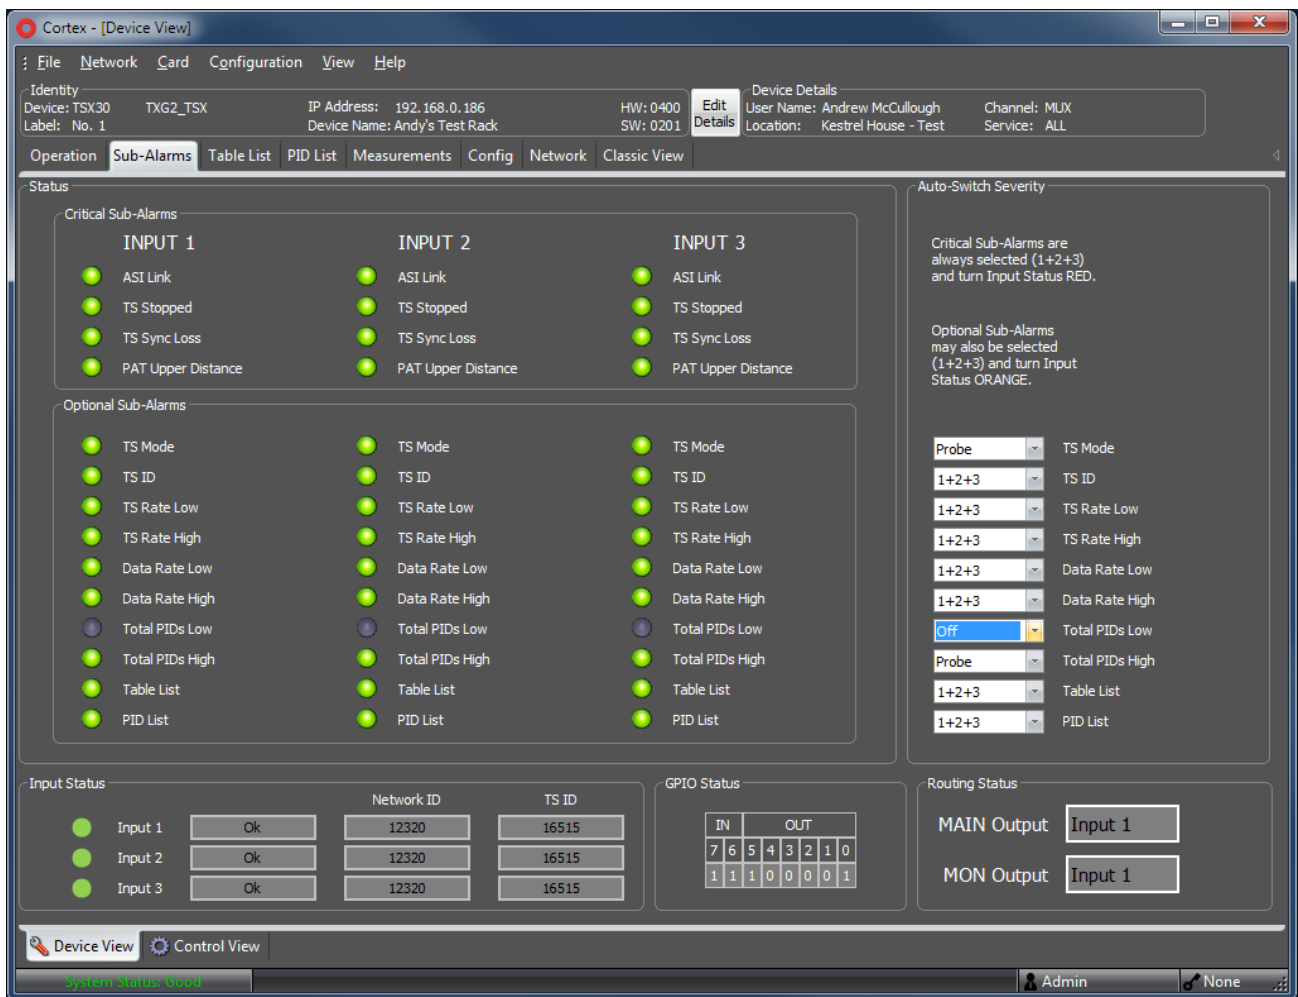 Cortex - [Device View]
File Network Card Configuration View Help
Identity
Device: TSX30 TXG2_TSX IP Address: 192.168.0.186 HW: 0400
Label: No. 1 Device Name: Andy's Test Rack SW: 0201
Edit
Details
Device Details
User Name: Andrew McCullough Channel: MUX
Location: Kestrel House - Test Service: ALL
Operation Sub-Alarms Table List PID List Measurements Config Network Classic View
Status
Critical Sub-Alarms
INPUT 1 INPUT 2 INPUT 3
ASI Link ASI Link ASI Link
TS Stopped TS Stopped TS Stopped
TS Sync Loss TS Sync Loss TS Sync Loss
PAT Upper Distance PAT Upper Distance PAT Upper Distance
Optional Sub-Alarms
TS Mode TS Mode TS Mode
TS ID TS ID TS ID
TS Rate Low TS Rate Low TS Rate Low
TS Rate High TS Rate High TS Rate High
Data Rate Low Data Rate Low Data Rate Low
Data Rate High Data Rate High Data Rate High
Total PIDs Low Total PIDs Low Total PIDs Low
Total PIDs High Total PIDs High Total PIDs High
Table List Table List Table List
PID List PID List PID List
Auto-Switch Severity
Critical Sub-Alarms are
always selected (1+2+3)
and turn Input Status RED.
Optional Sub-Alarms
may also be selected
(1+2+3) and turn Input
Status ORANGE.
Probe TS Mode
1+2+3 TS ID
1+2+3 TS Rate Low
1+2+3 TS Rate High
1+2+3 Data Rate Low
1+2+3 Data Rate High
Off Total PIDs Low
Probe Total PIDs High
1+2+3 Table List
1+2+3 PID List
Input Status
Network ID TS ID
Input 1 Ok 12320 16515
Input 2 Ok 12320 16515
Input 3 Ok 12320 16515
GPIO Status
IN OUT
7 6 5 4 3 2 1 0
1 1 1 0 0 0 0 1
Routing Status
MAIN Output Input 1
MON Output Input 1
Device View Control View
System Status: Good Admin None